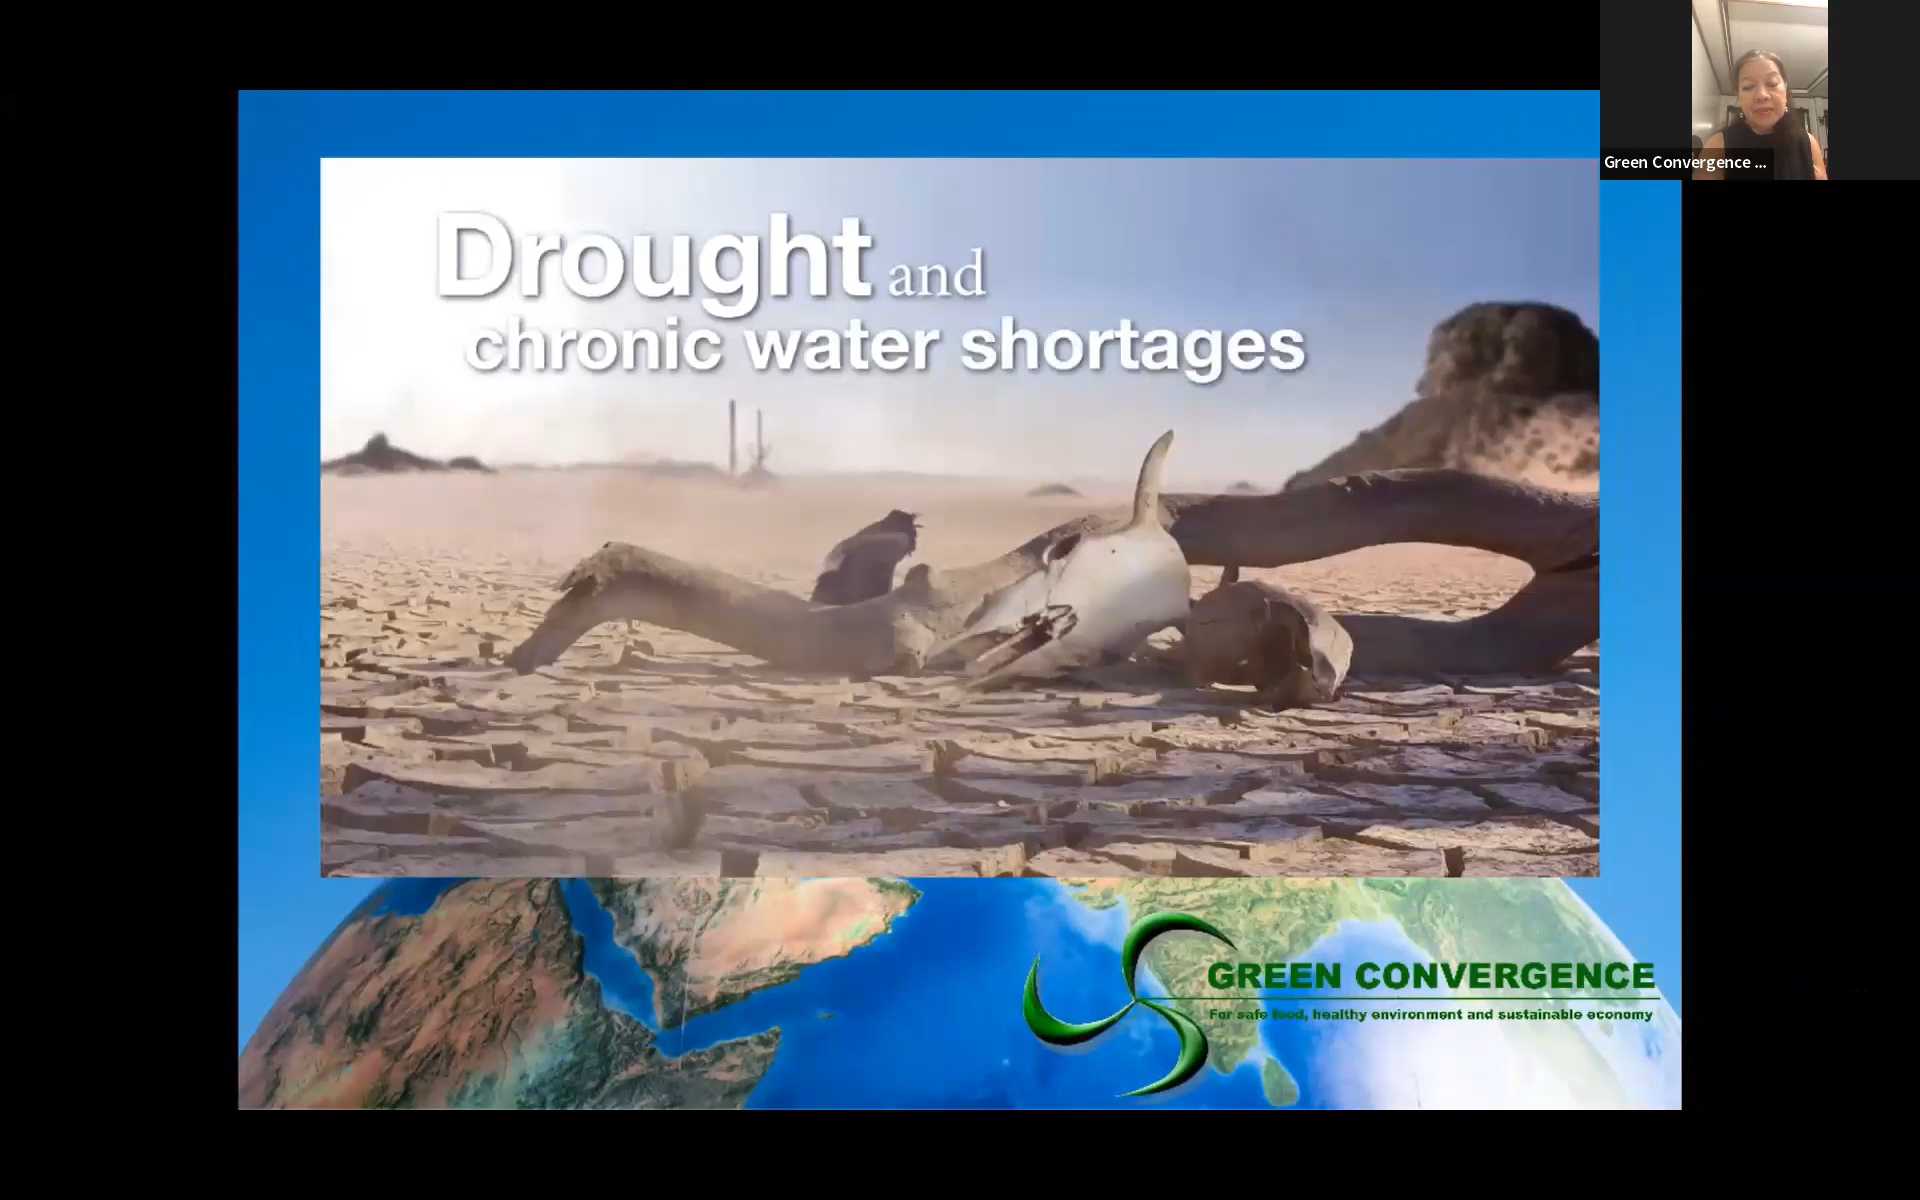 Green Convergence ...
Drought and
chronic water shortages
GREEN CONVERGENCE
For safe food, healthy environment and sustainable economy